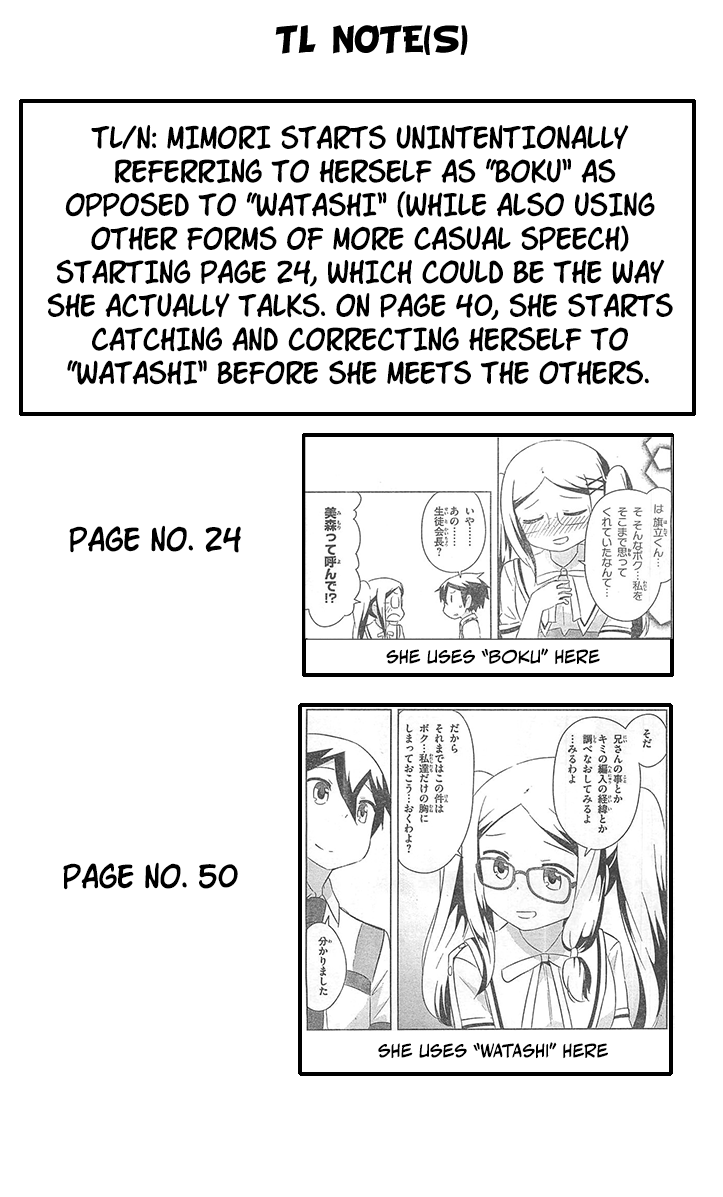 TL NOTE(S)
TL/N: MIMORI STARTS UNINTENTIONALLY
REFERRING TO HERSELF AS "BOKU" AS
OPPOSED TO "WATASHI" (WHILE ALSO USING
OTHER FORMS OF MORE CASUAL SPEECH)
STARTING PAGE 24, WHICH COULD BE THE WAY
SHE ACTUALLY TALKS. ON PAGE 40, SHE STARTS
CATCHING AND CORRECTING HERSELF TO
"WATASHI" BEFORE SHE MEETS THE OTHERS.
PAGE NO. 24
は 旗立くん…
そ そんなボク…私を
そこまで思って
くれていたなんて…
いや……
あの……
生徒会長?
美森って呼んで!?
SHE USES "BOKU" HERE
PAGE NO. 50
そだ
兄さんの事とか
キミの編入の経緯とか
調べなおしてみるよ
…みるわよ
だから
それまではこの件は
ボク…私達だけの胸に
しまっておこう…おくわよ?
分かりました
SHE USES "WATASHI" HERE